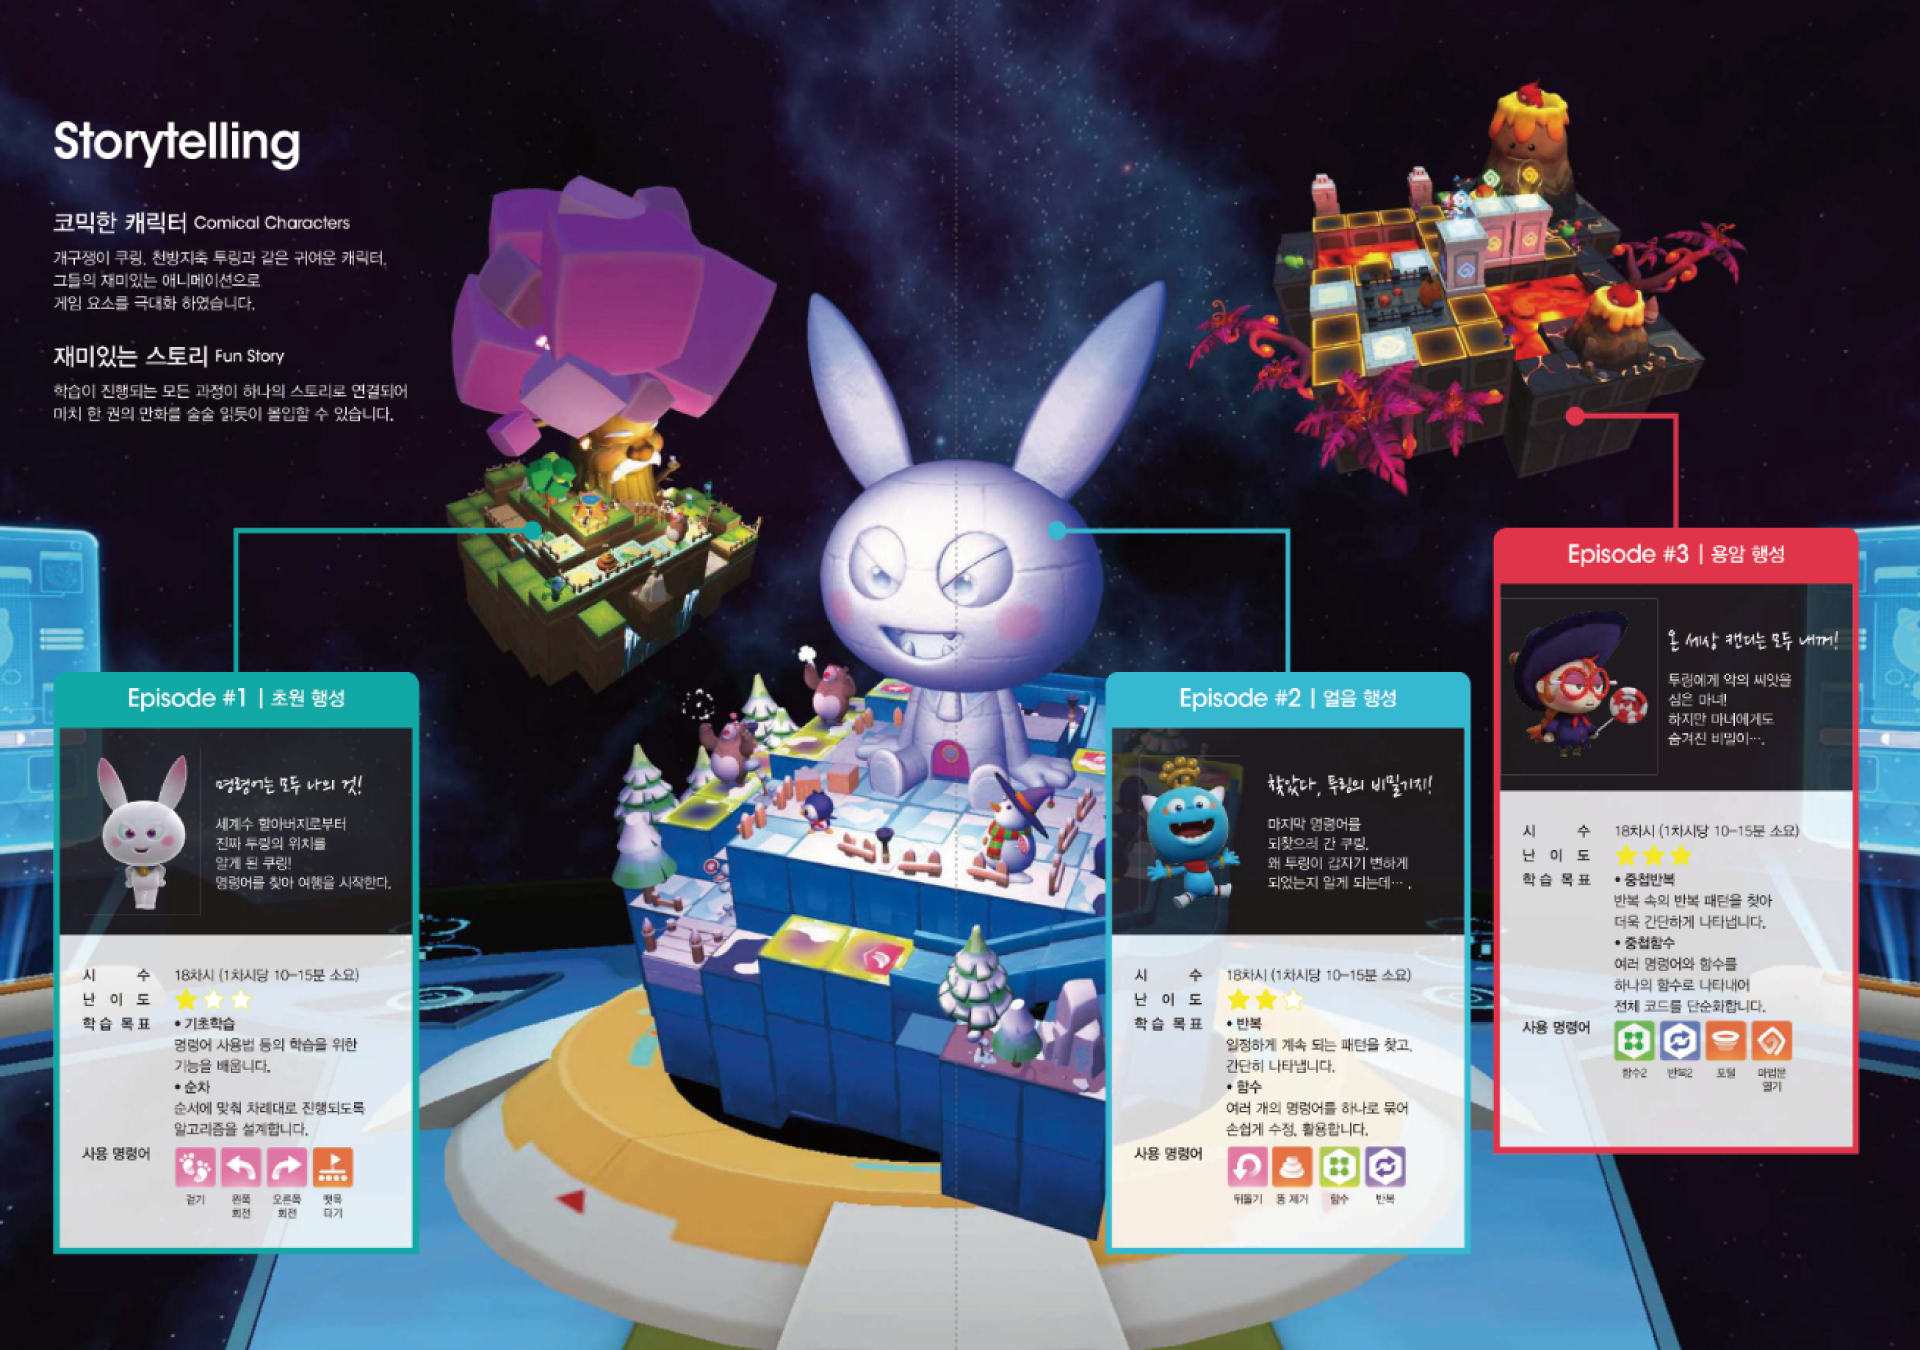 Storytelling
코믹한 캐릭터 Comical Characters
개구쟁이 쿠링, 천방지축 투링과 같은 귀여운 캐릭터,
그들의 재미있는 애니메이션으로
게임 요소를 극대화 하였습니다.
재미있는 스토리 Fun Story
학습이 진행되는 모든 과정이 하나의 스토리로 연결되어
마치 한 권의 만화를 술술 읽듯이 몰입할 수 있습니다.
Episode #1 | 초원 행성
명령어는 모두 나의 것!
세계수 할아버지로부터
진짜 투링의 위치를
알게 된 쿠링!
명령어를 찾아 여행을 시작한다.
시 수 18차시 (1차시당 10-15분 소요)
난 이 도
학습 목표 • 기초학습
명령어 사용법 등의 학습을 위한
기능을 배웁니다.
• 순차
순서에 맞춰 차례대로 진행되도록
알고리즘을 설계합니다.
사용 명령어
걷기 왼쪽 오른쪽 뗏목
회전 회전 타기
Episode #2 | 얼음 행성
찾았다, 투링의 비밀기지!
마지막 명령어를
되찾으러 간 쿠링.
왜 투링이 갑자기 변하게
되었는지 알게 되는데… .
시 수 18차시 (1차시당 10-15분 소요)
난 이 도
학습 목표 • 반복
일정하게 계속 되는 패턴을 찾고,
간단히 나타냅니다.
• 함수
여러 개의 명령어를 하나로 묶어
손쉽게 수정, 활용합니다.
사용 명령어
뒤돌기 똥 제거 함수 반복
Episode #3 | 용암 행성
온 세상 캔디는 모두 내꺼!
투링에게 악의 씨앗을
심은 마녀!
하지만 마녀에게도
숨겨진 비밀이….
시 수 18차시 (1차시당 10-15분 소요)
난 이 도
학습 목표 • 중첩반복
반복 속의 반복 패턴을 찾아
더욱 간단하게 나타냅니다.
• 중첩함수
여러 명령어와 함수를
하나의 함수로 나타내어
전체 코드를 단순화합니다.
사용 명령어
함수2 반복2 포털 마법문
열기